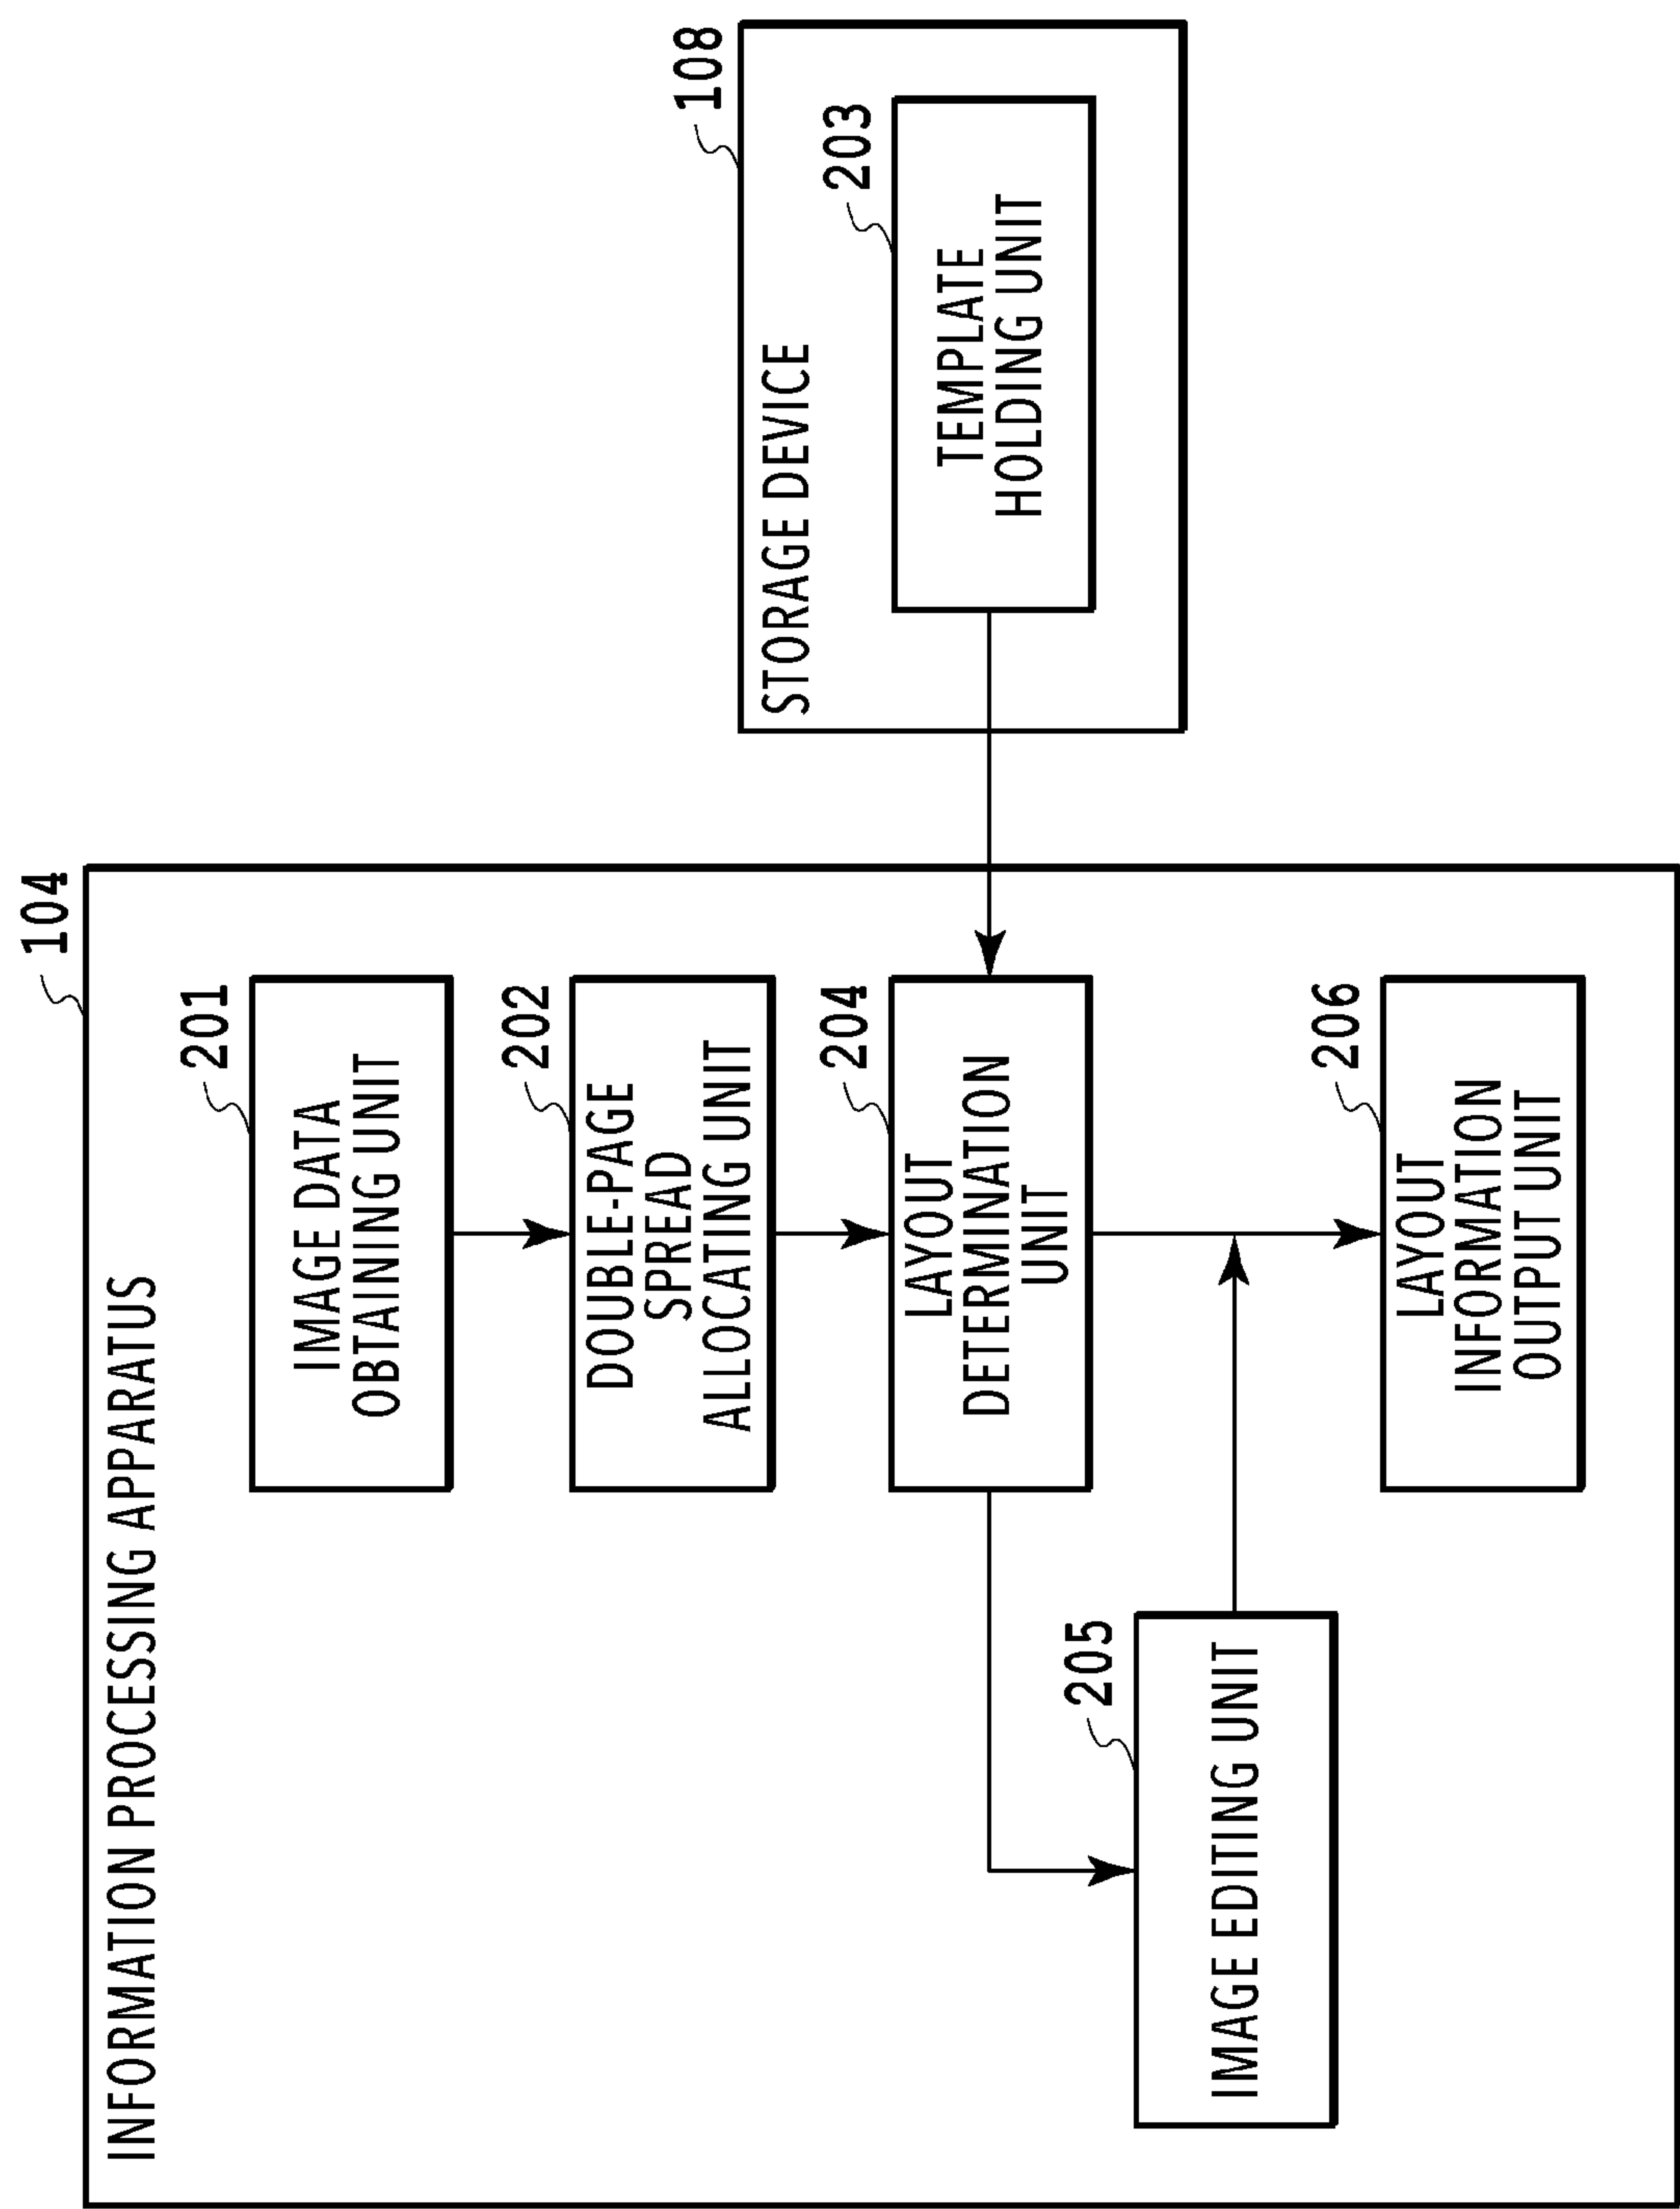 INFORMATION PROCESSING APPARATUS
104
201
IMAGE DATA
OBTAINING UNIT
202
DOUBLE-PAGE
SPREAD
ALLOCATING UNIT
204
LAYOUT
DETERMINATION
UNIT
205
IMAGE EDITING UNIT
206
LAYOUT
INFORMATION
OUTPUT UNIT
108
STORAGE DEVICE
203
TEMPLATE
HOLDING UNIT